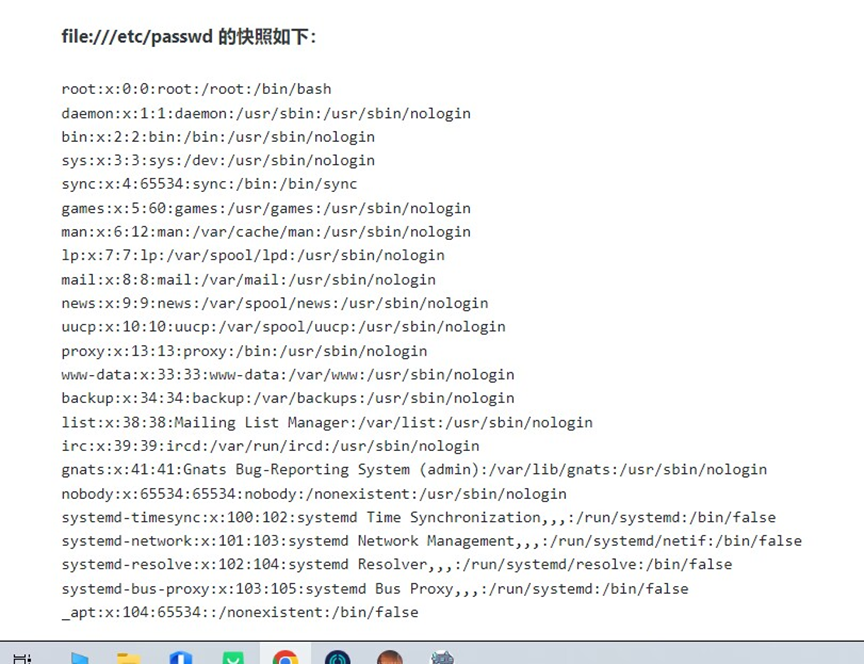 file:///etc/passwd 的快照如下：
root:x:0:0:root:/root:/bin/bash
daemon:x:1:1:daemon:/usr/sbin:/usr/sbin/nologin
bin:x:2:2:bin:/bin:/usr/sbin/nologin
sys:x:3:3:sys:/dev:/usr/sbin/nologin
sync:x:4:65534:sync:/bin:/bin/sync
games:x:5:60:games:/usr/games:/usr/sbin/nologin
man:x:6:12:man:/var/cache/man:/usr/sbin/nologin
lp:x:7:7:lp:/var/spool/lpd:/usr/sbin/nologin
mail:x:8:8:mail:/var/mail:/usr/sbin/nologin
news:x:9:9:news:/var/spool/news:/usr/sbin/nologin
uucp:x:10:10:uucp:/var/spool/uucp:/usr/sbin/nologin
proxy:x:13:13:proxy:/bin:/usr/sbin/nologin
www-data:x:33:33:www-data:/var/www:/usr/sbin/nologin
backup:x:34:34:backup:/var/backups:/usr/sbin/nologin
list:x:38:38:Mailing List Manager:/var/list:/usr/sbin/nologin
irc:x:39:39:ircd:/var/run/ircd:/usr/sbin/nologin
gnats:x:41:41:Gnats Bug-Reporting System (admin):/var/lib/gnats:/usr/sbin/nologin
nobody:x:65534:65534:nobody:/nonexistent:/usr/sbin/nologin
systemd-timesync:x:100:102:systemd Time Synchronization,,,:/run/systemd:/bin/false
systemd-network:x:101:103:systemd Network Management,,,:/run/systemd/netif:/bin/false
systemd-resolve:x:102:104:systemd Resolver,,,:/run/systemd/resolve:/bin/false
systemd-bus-proxy:x:103:105:systemd Bus Proxy,,,:/run/systemd:/bin/false
_apt:x:104:65534::/nonexistent:/bin/false